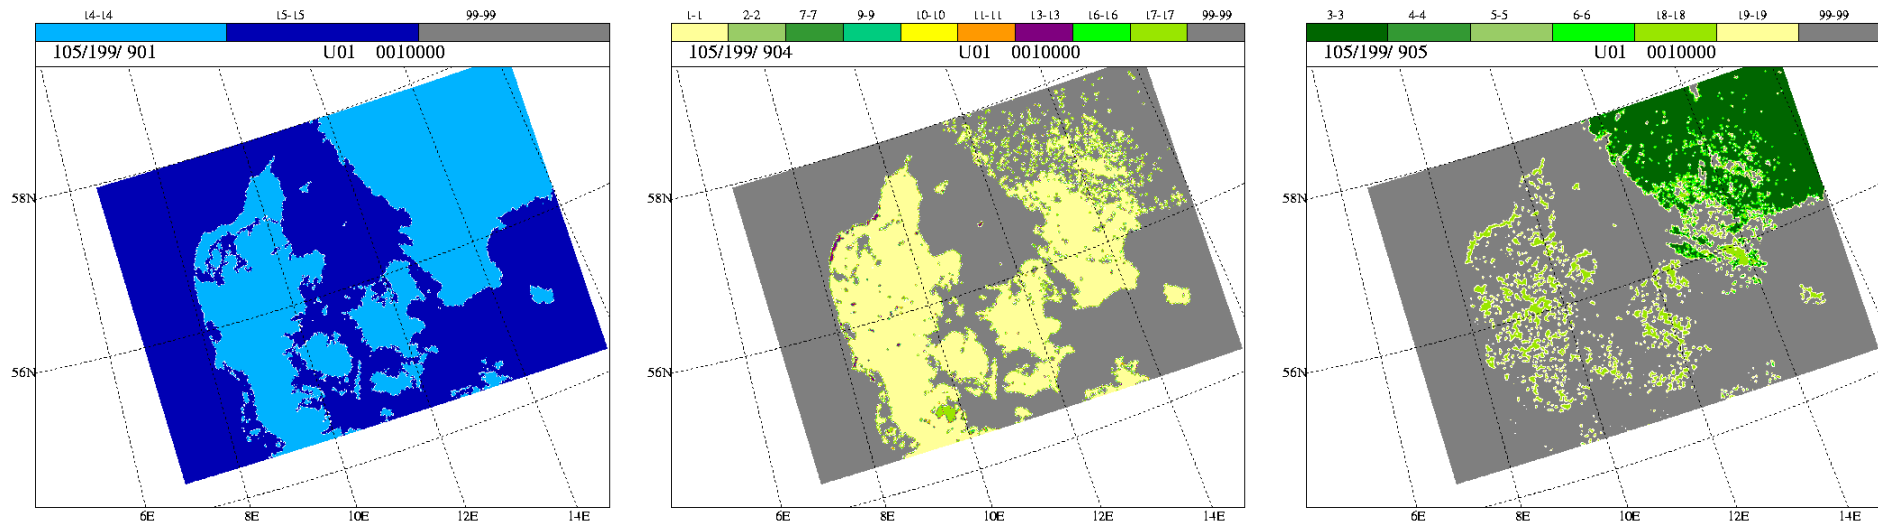 14-14 15-15 99-99
105/199/ 901 U01 0010000
58N
56N
6E 8E 10E 12E 14E
1-1 2-2 7-7 9-9 10-10 11-11 13-13 16-16 17-17 99-99
105/199/ 904 U01 0010000
58N
56N
6E 8E 10E 12E 14E
3-3 4-4 5-5 6-6 18-18 19-19 99-99
105/199/ 905 U01 0010000
58N
56N
6E 8E 10E 12E 14E